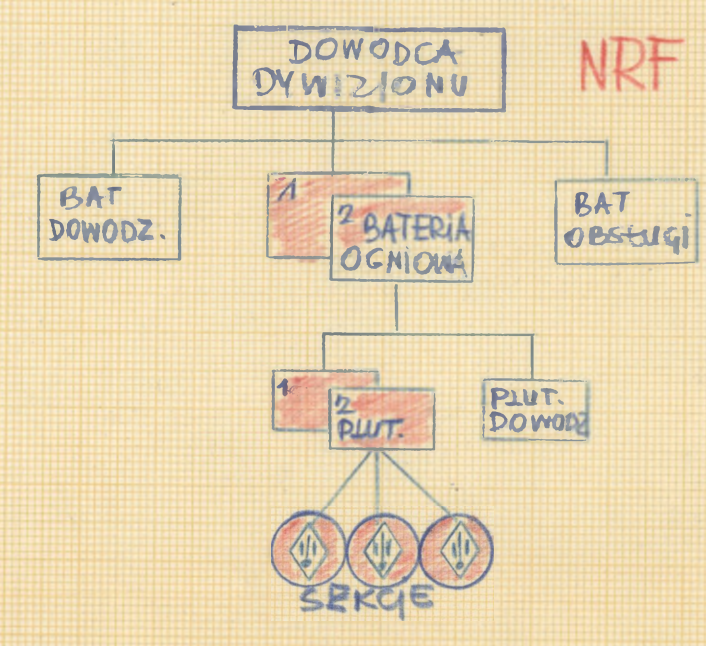 DOWODCA
DYWIZJONU
NRF
BAT
DOWODZ.
1
2 BATERIA
OGNIOWA
BAT
OBSŁUGI
1
2
PLUT.
PLUT.
DOWODZ
SEKCJE